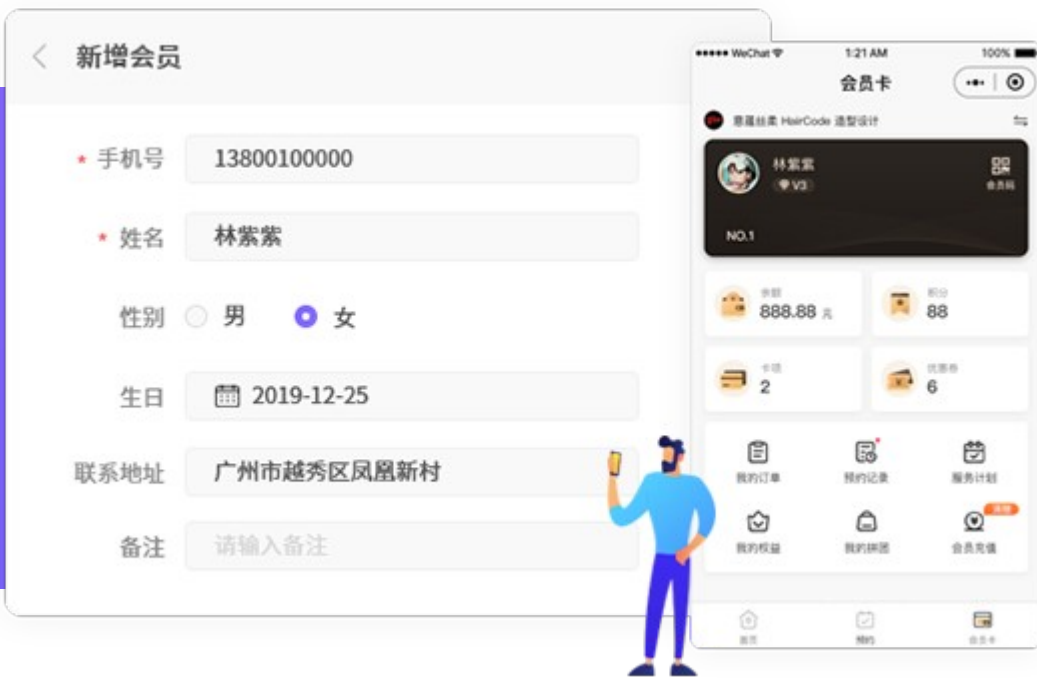 新增会员
* 手机号 13800100000
* 姓名 林紫紫
性别 男 女
生日 2019-12-25
联系地址 广州市越秀区凤凰新村
备注 请输入备注
WeChat 1:21 AM 100%
会员卡
HairCode 造型设计
林紫紫
V3
会员码
NO.1
余额 积分
888.88 元 88
卡项 优惠券
2 6
我的订单 预约记录 服务计划
我的权益 我的拼团 会员充值
首页 预约 会员卡